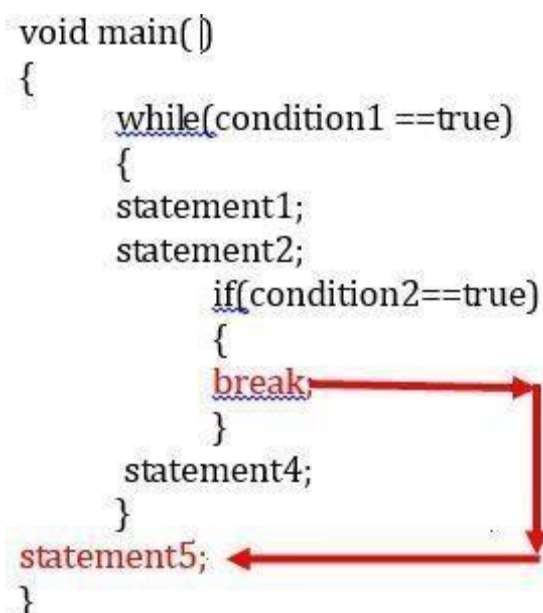 void main( )
{
while(condition1 ==true)
{
statement1;
statement2;
if(condition2==true)
{
break;
}
statement4;
}
statement5;
}